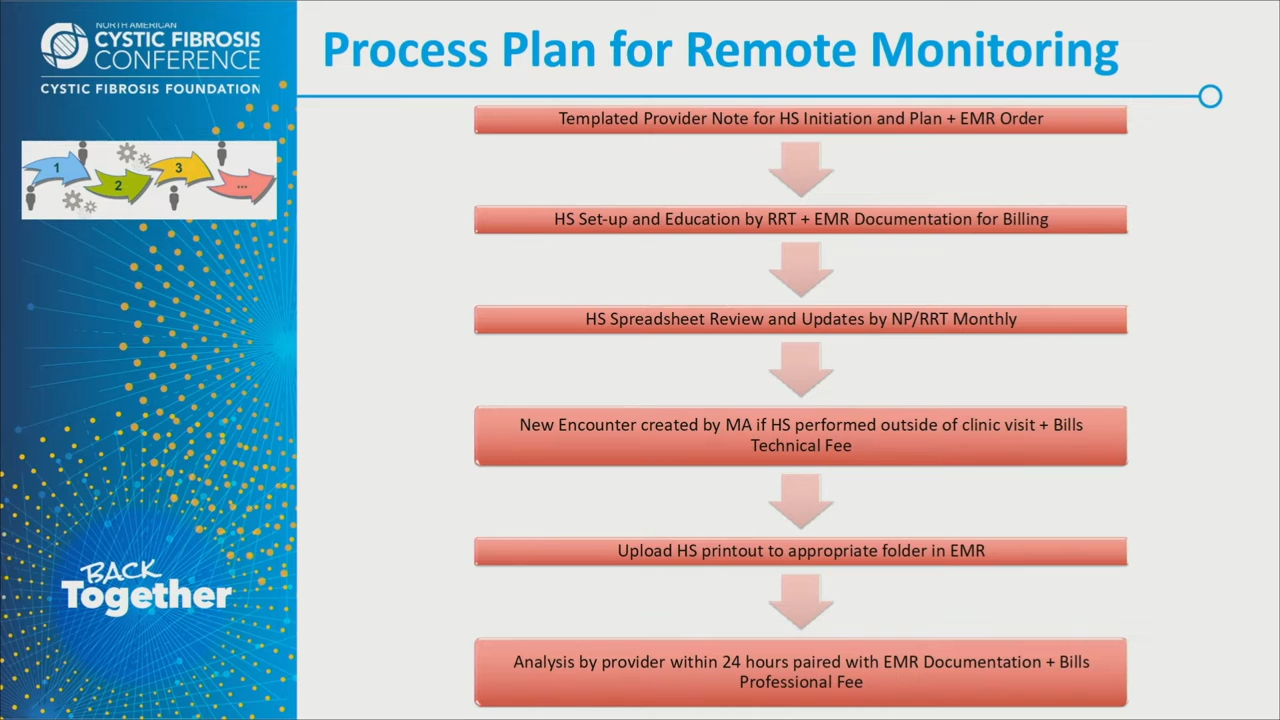 NORTH AMERICAN
CYSTIC FIBROSIS
CONFERENCE
CYSTIC FIBROSIS FOUNDATION
Process Plan for Remote Monitoring
1
2
3
...
Templated Provider Note for HS Initiation and Plan + EMR Order
HS Set-up and Education by RRT + EMR Documentation for Billing
HS Spreadsheet Review and Updates by NP/RRT Monthly
New Encounter created by MA if HS performed outside of clinic visit + Bills
Technical Fee
Upload HS printout to appropriate folder in EMR
Analysis by provider within 24 hours paired with EMR Documentation + Bills
Professional Fee
BACK
Together